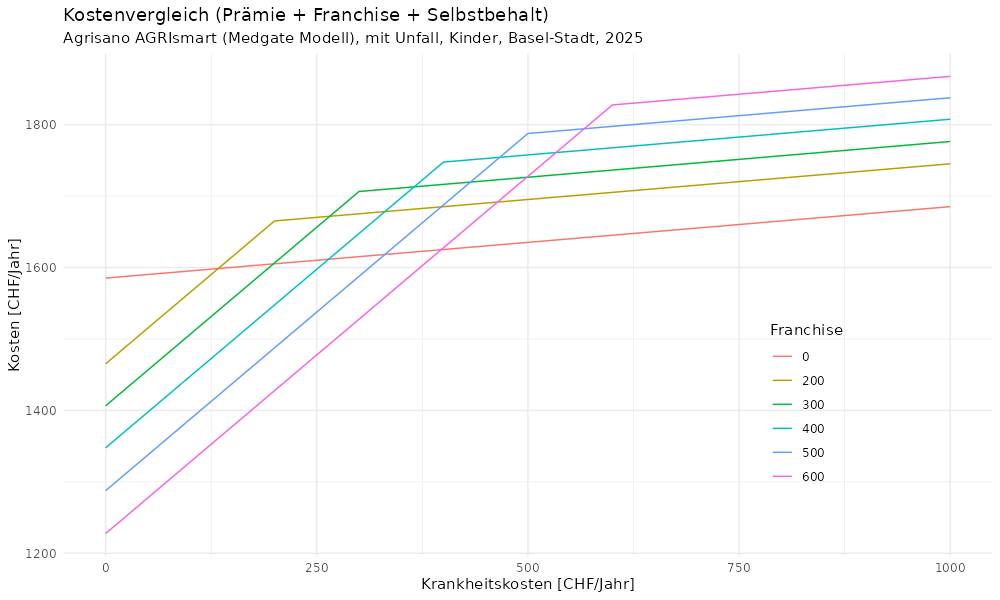 Kostenvergleich (Prämie + Franchise + Selbstbehalt)
Agrisano AGRIsmart (Medgate Modell), mit Unfall, Kinder, Basel-Stadt, 2025
Kosten [CHF/Jahr]
1800
1600
1400
1200
Franchise
0
200
300
400
500
600
0 250 500 750 1000
Krankheitskosten [CHF/Jahr]